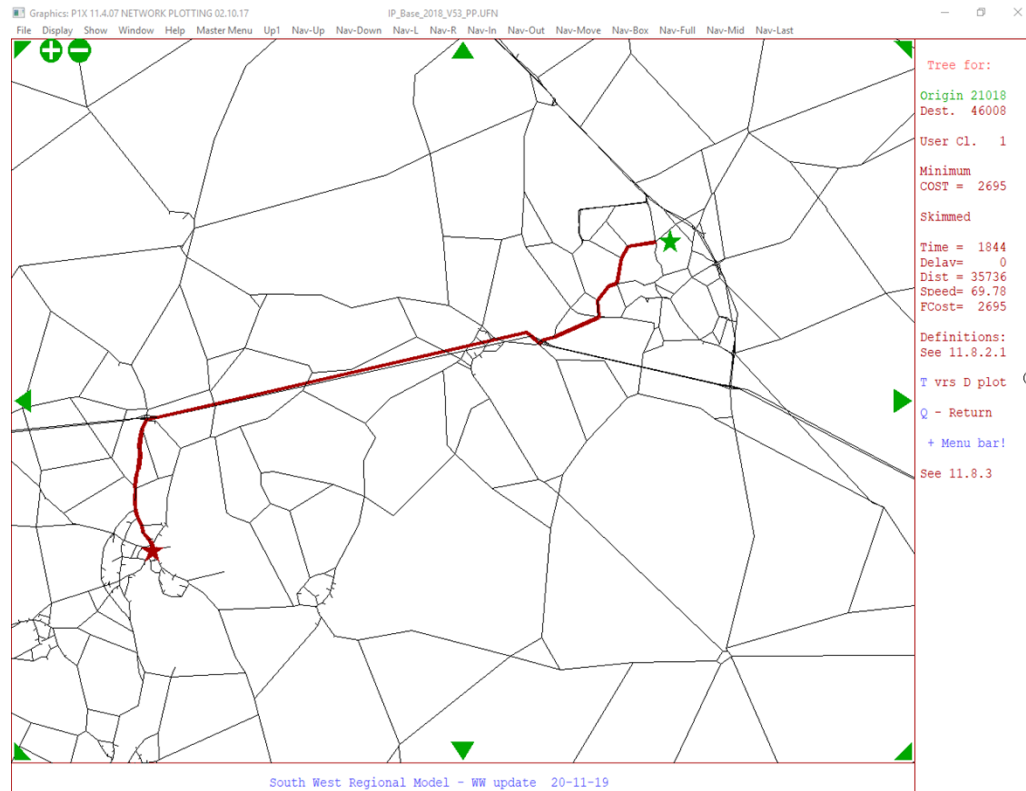 Graphics: P1X 11.4.07 NETWORK PLOTTING 02.10.17 IP_Base_2018_V53_PP.UFN
File Display Show Window Help Master Menu Up1 Nav-Up Nav-Down Nav-L Nav-R Nav-In Nav-Out Nav-Move Nav-Box Nav-Full Nav-Mid Nav-Last
Tree for:
Origin 21018
Dest. 46008
User Cl. 1
Minimum
COST = 2695
Skimmed
Time = 1844
Delay= 0
Dist = 35736
Speed= 69.78
FCost= 2695
Definitions:
See 11.8.2.1
T vrs D plot
Q - Return
+ Menu bar!
See 11.8.3
South West Regional Model - WW update 20-11-19